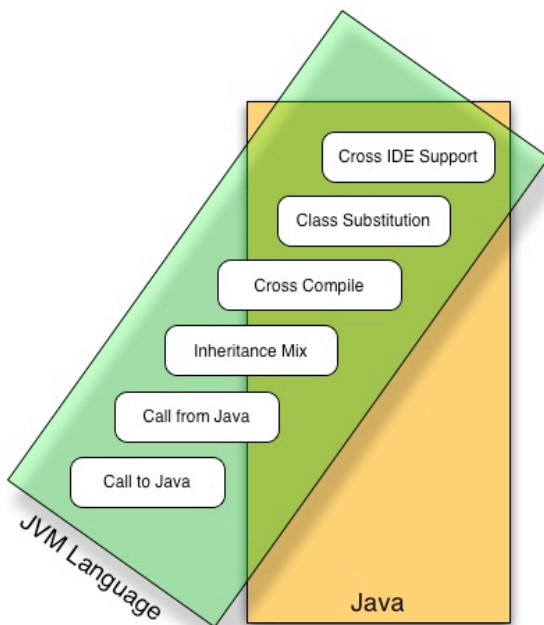 Cross IDE Support
Class Substitution
Cross Compile
Inheritance Mix
Call from Java
Call to Java
JVM Language
Java